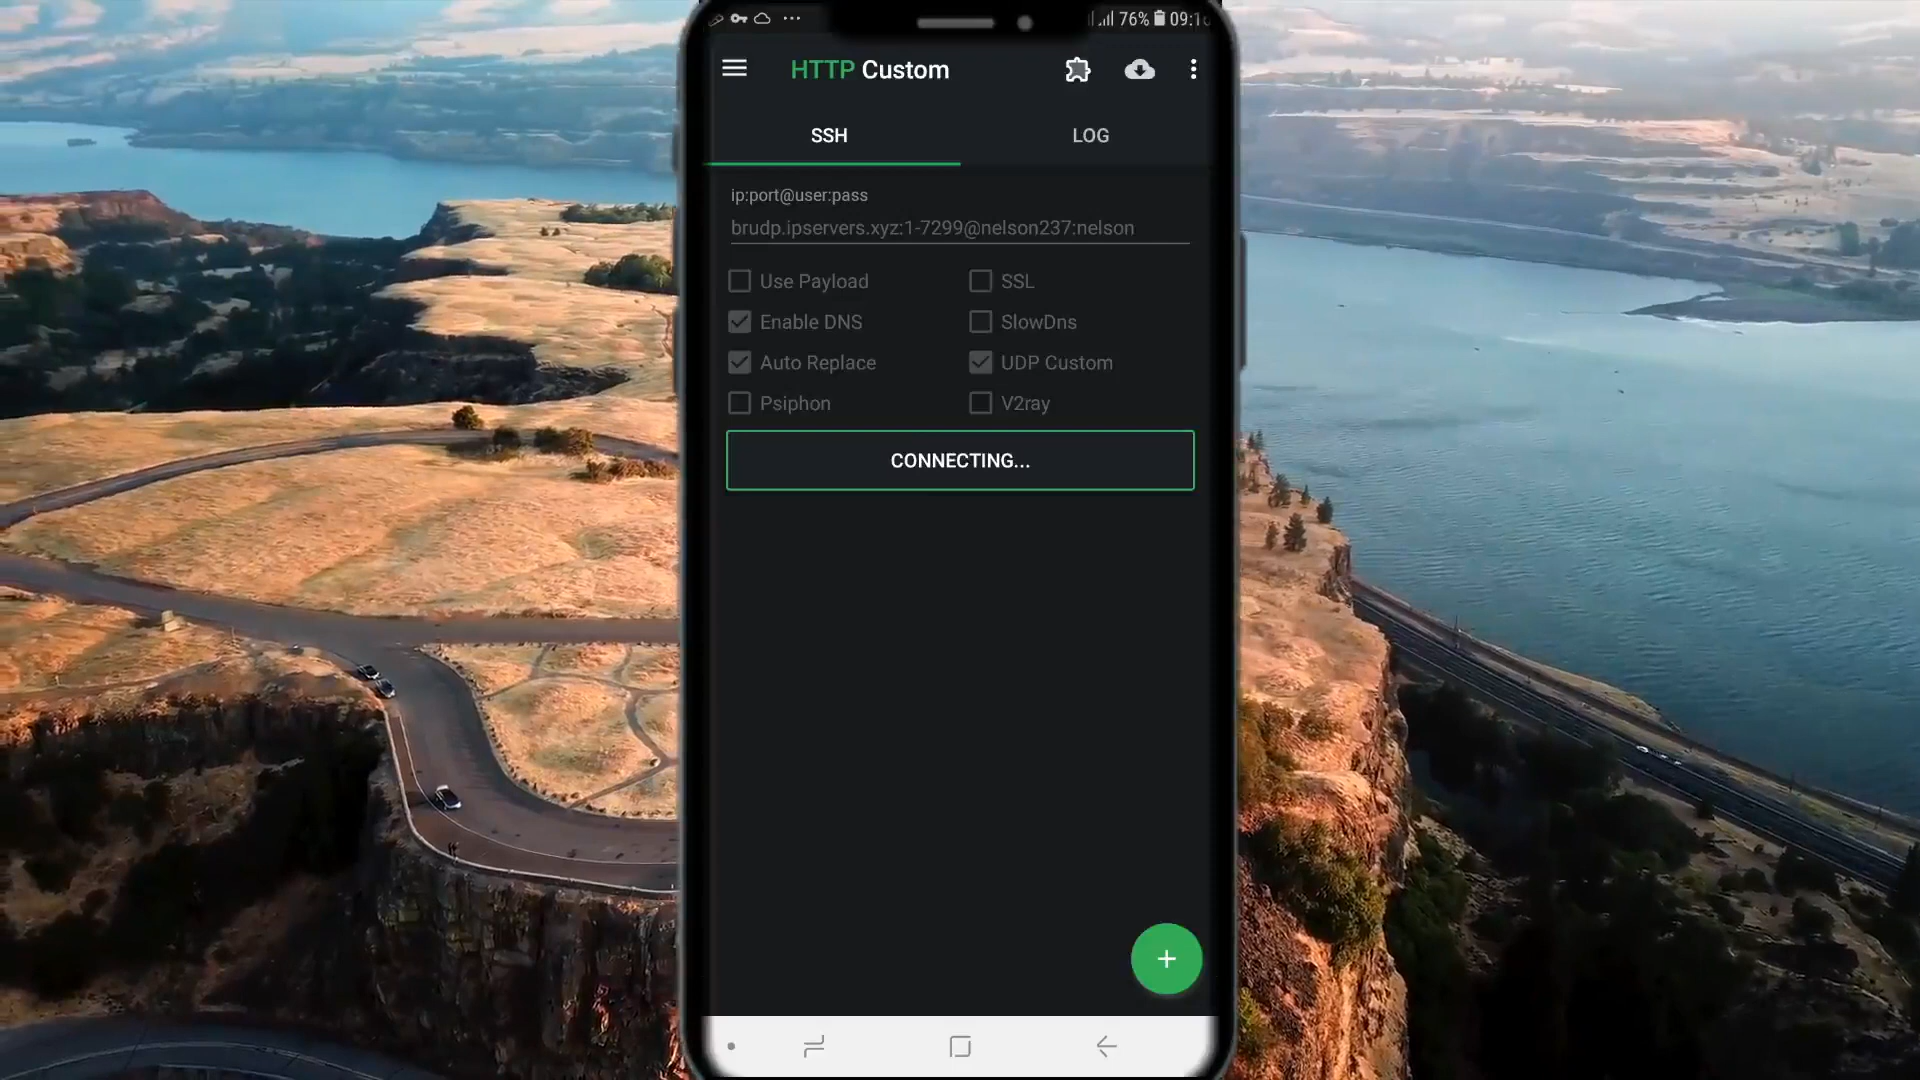 76% 09:16
HTTP Custom
SSH
LOG
ip:port@user:pass
brudp.ipservers.xyz:1-7299@nelson237:nelson
Use Payload
SSL
Enable DNS
SlowDns
Auto Replace
UDP Custom
Psiphon
V2ray
CONNECTING...
+